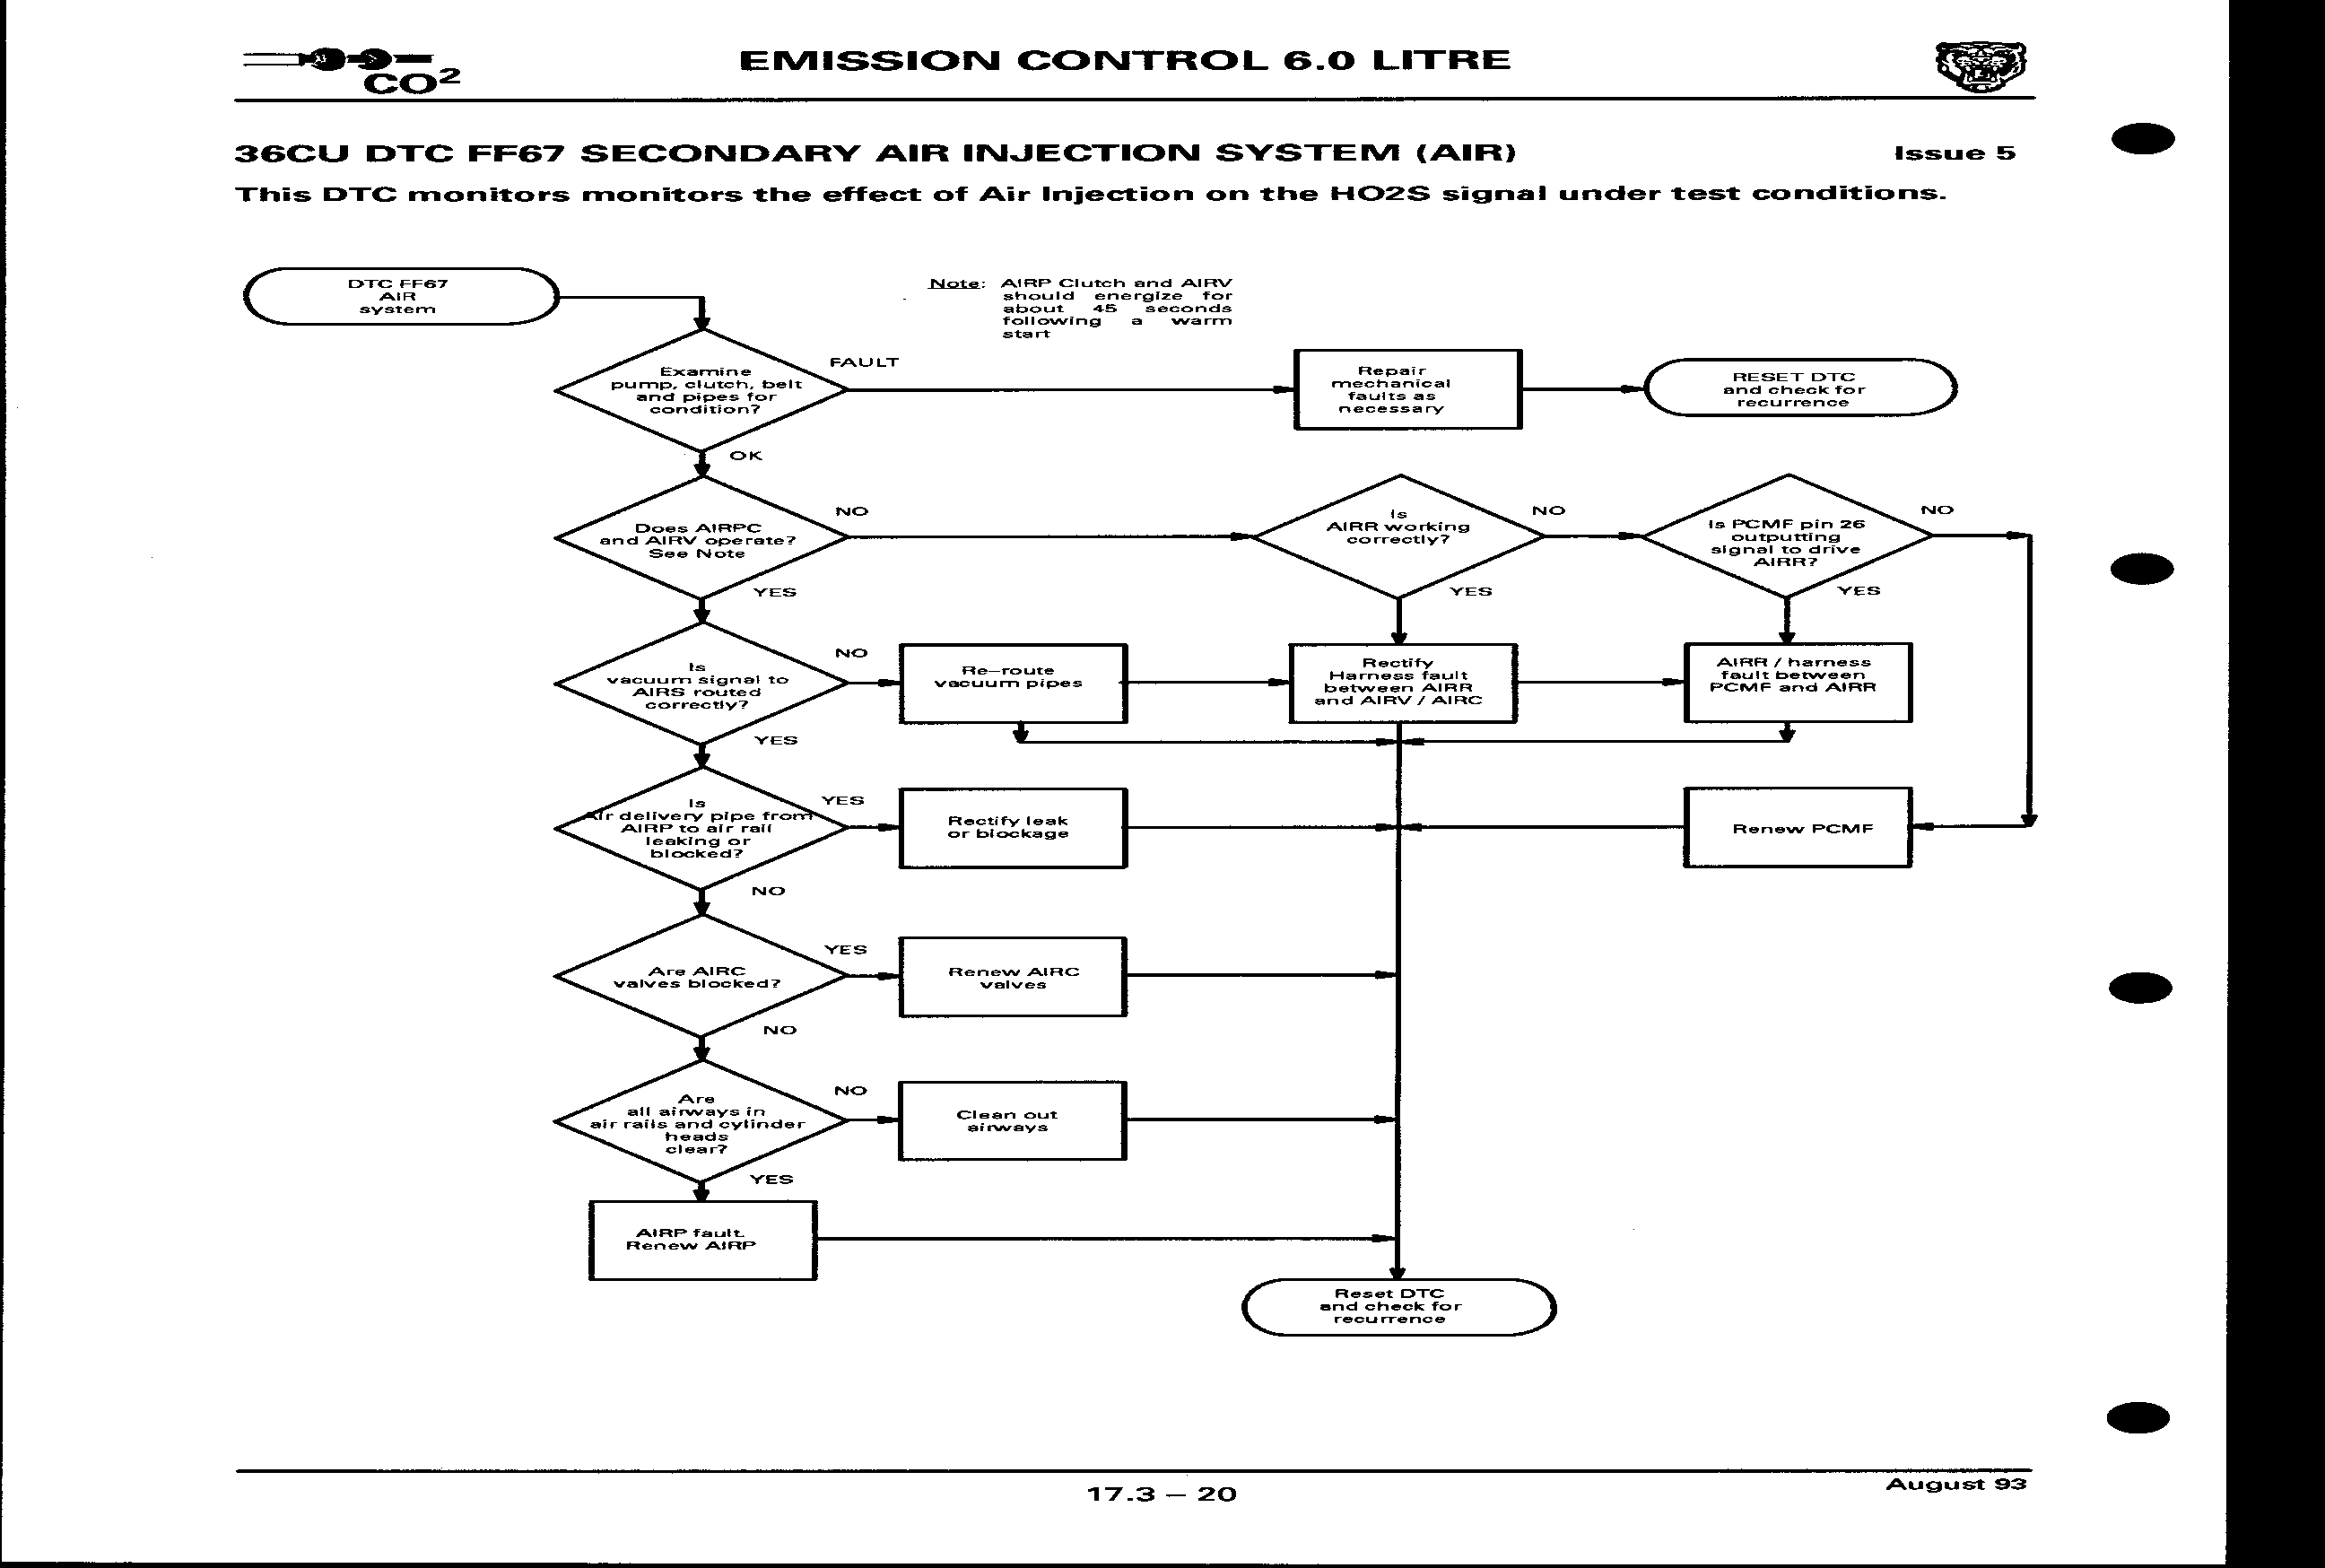 CO2
EMISSION CONTROL 6.0 LITRE
36CU DTC FF67 SECONDARY AIR INJECTION SYSTEM (AIR)
Issue 5
This DTC monitors monitors the effect of Air Injection on the HO2S signal under test conditions.
DTC FF67
AIR
system
Note: AIRP Clutch and AIRV
should energize for
about 45 seconds
following a warm
start
Examine
pump, clutch, belt
and pipes for
condition?
FAULT
Repair
mechanical
faults as
necessary
RESET DTC
and check for
recurrence
OK
Does AIRPC
and AIRV operate?
See Note
NO
Is
AIRR working
correctly?
NO
Is PCMF pin 26
outputting
signal to drive
AIRR?
NO
YES
YES
YES
Is
vacuum signal to
AIRS routed
correctly?
NO
Re-route
vacuum pipes
Rectify
Harness fault
between AIRR
and AIRV / AIRC
AIRR / harness
fault between
PCMF and AIRR
YES
Is
Air delivery pipe from
AIRP to air rail
leaking or
blocked?
YES
Rectify leak
or blockage
Renew PCMF
NO
Are AIRC
valves blocked?
YES
Renew AIRC
valves
NO
Are
all airways in
air rails and cylinder
heads
clear?
NO
Clean out
airways
YES
AIRP fault.
Renew AIRP
Reset DTC
and check for
recurrence
17.3 – 20
August 93